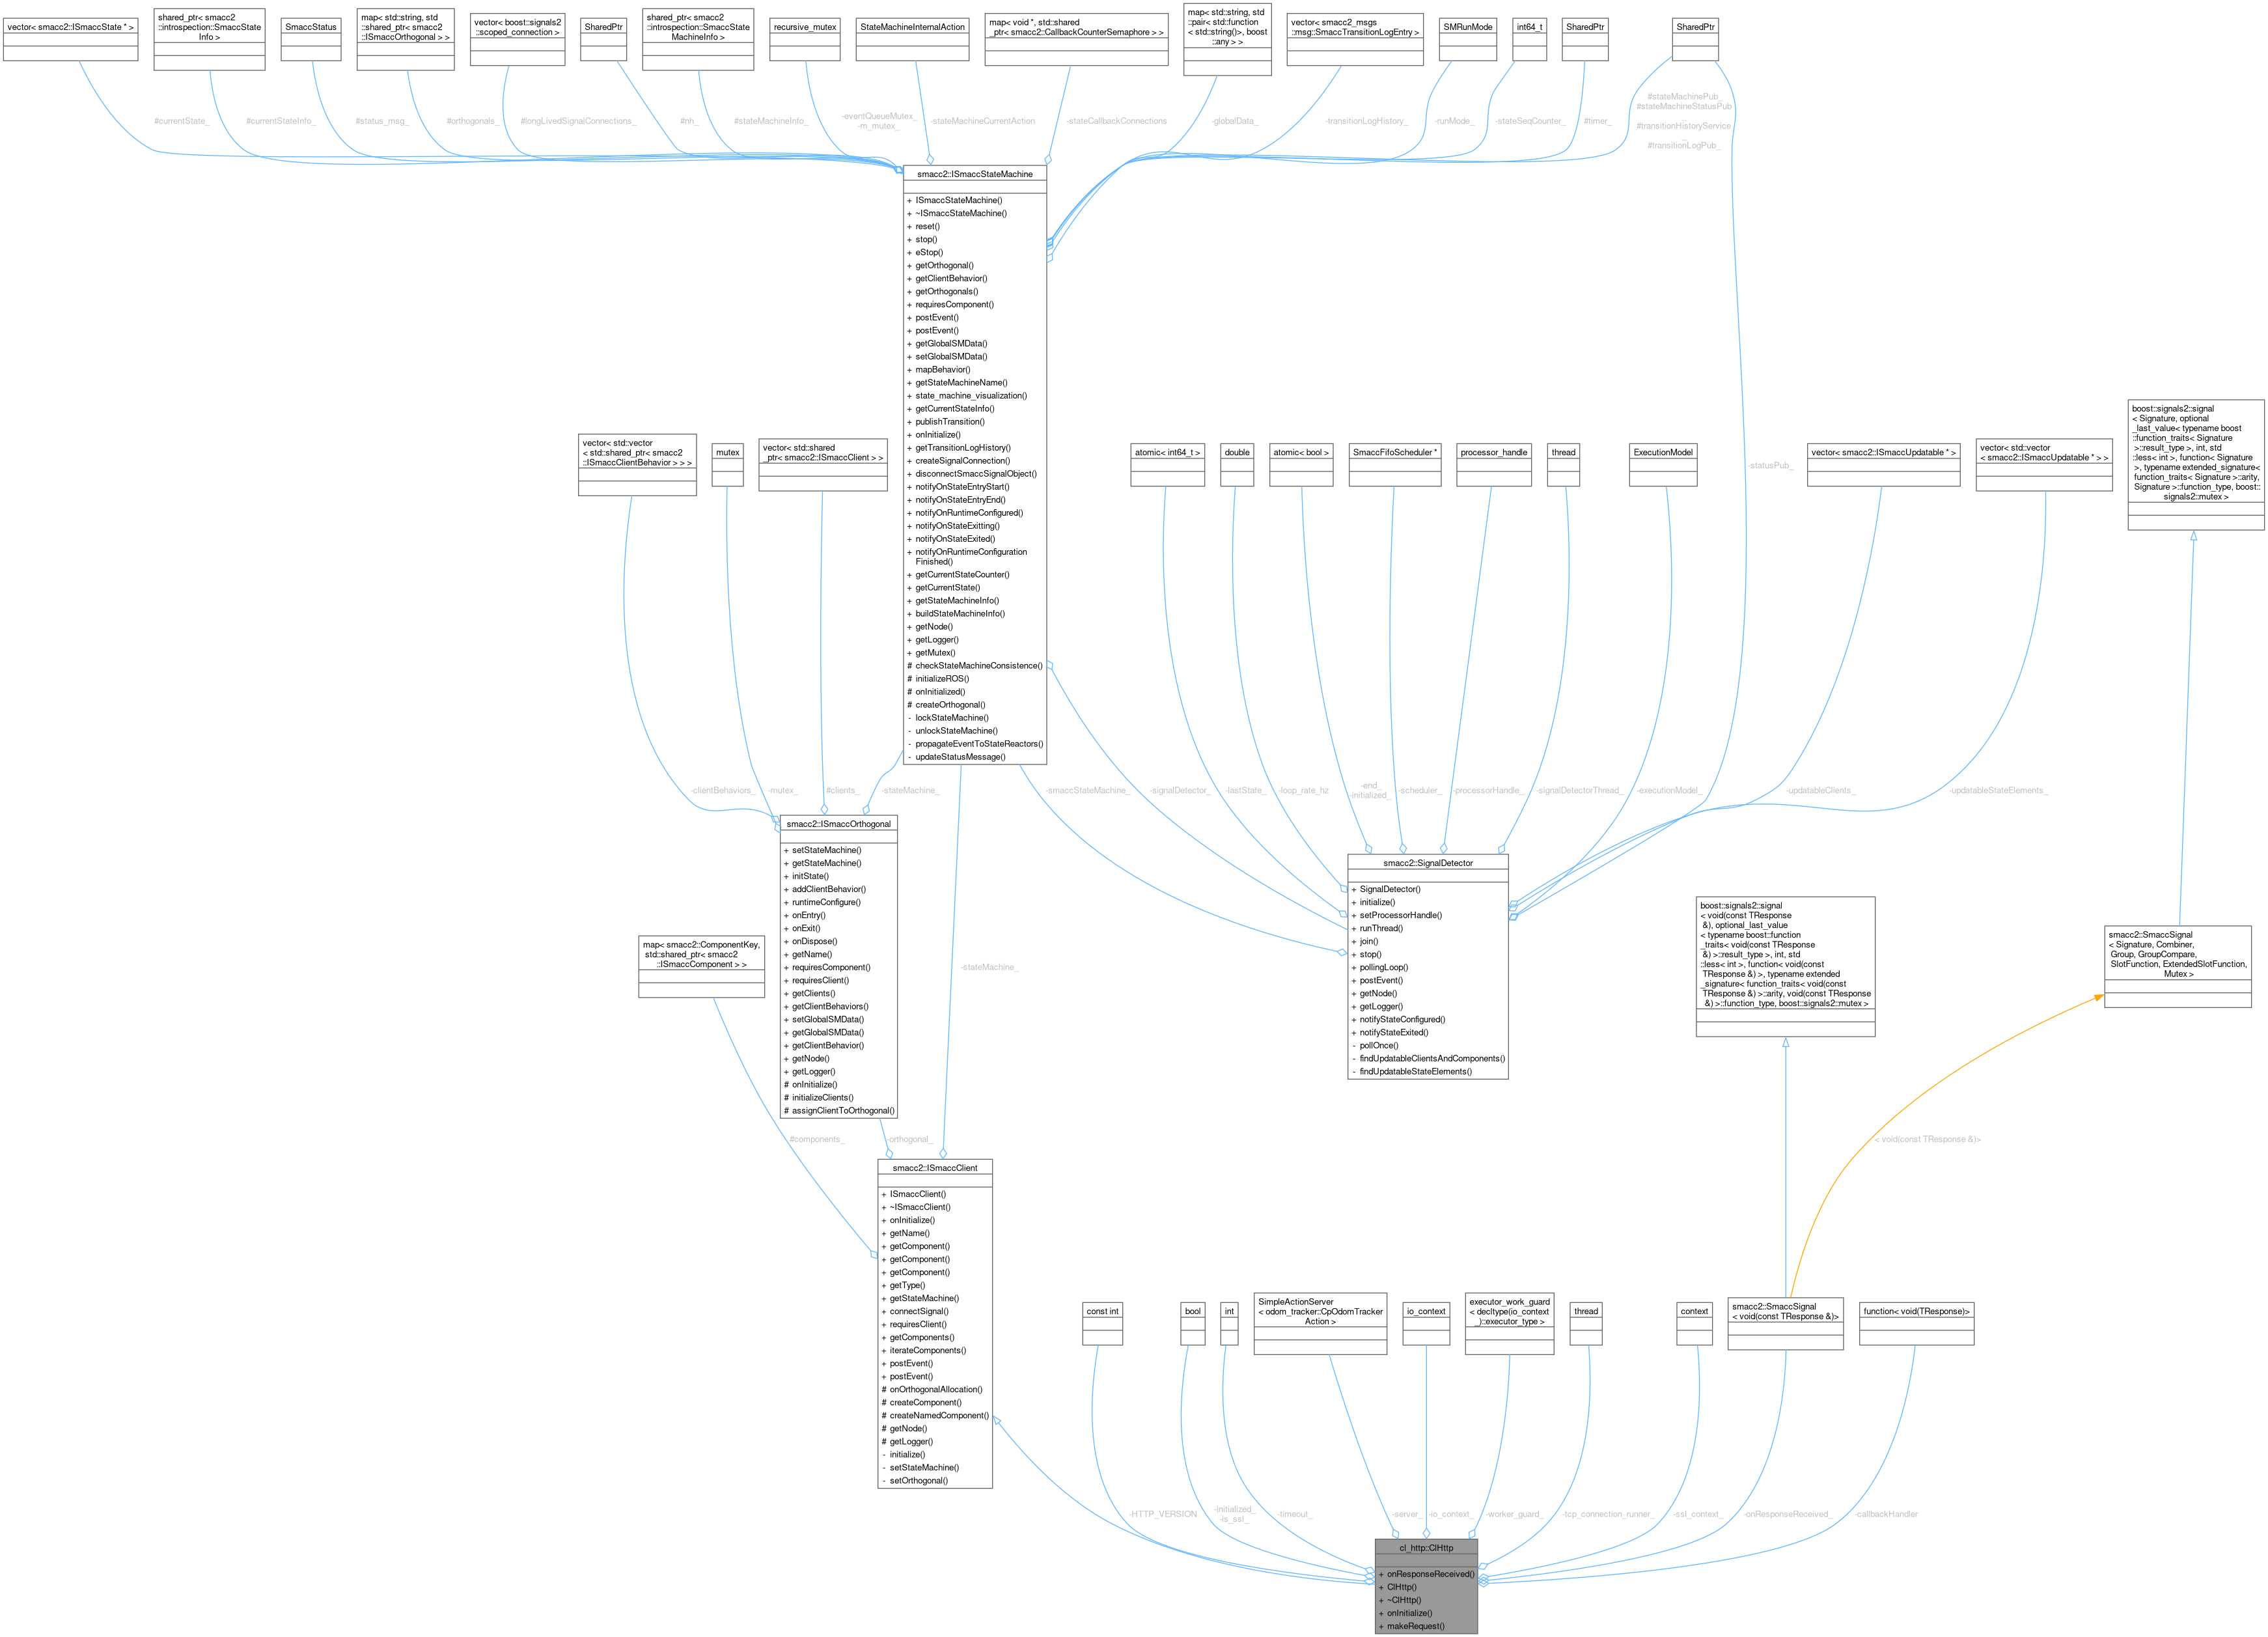 vector< smacc2::ISmaccState * >
shared_ptr< smacc2
::introspection::SmaccState
Info >
SmaccStatus
map< std::string, std
::shared_ptr< smacc2
::ISmaccOrthogonal > >
vector< boost::signals2
::scoped_connection >
SharedPtr
shared_ptr< smacc2
::introspection::SmaccState
MachineInfo >
recursive_mutex
StateMachineInternalAction
map< void *, std::shared
_ptr< smacc2::CallbackCounterSemaphore > >
map< std::string, std
::pair< std::function
< std::string()>, boost
::any > >
vector< smacc2_msgs
::msg::SmaccTransitionLogEntry >
SMRunMode
int64_t
SharedPtr
SharedPtr
#currentState_
#currentStateInfo_
#status_msg_
#orthogonals_
#longLivedSignalConnections_
#nh_
#stateMachineInfo_
-eventQueueMutex_
-m_mutex_
-stateMachineCurrentAction
-stateCallbackConnections
-globalData_
-transitionLogHistory_
-runMode_
-stateSeqCounter_
#timer_
#stateMachinePub_
#stateMachineStatusPub
_
#transitionHistoryService
_
#transitionLogPub_
smacc2::ISmaccStateMachine
+ ISmaccStateMachine()
+ ~ISmaccStateMachine()
+ reset()
+ stop()
+ eStop()
+ getOrthogonal()
+ getClientBehavior()
+ getOrthogonals()
+ requiresComponent()
+ postEvent()
+ postEvent()
+ getGlobalSMData()
+ setGlobalSMData()
+ mapBehavior()
+ getStateMachineName()
+ state_machine_visualization()
+ getCurrentStateInfo()
+ publishTransition()
+ onInitialize()
+ getTransitionLogHistory()
+ createSignalConnection()
+ disconnectSmaccSignalObject()
+ notifyOnStateEntryStart()
+ notifyOnStateEntryEnd()
+ notifyOnRuntimeConfigured()
+ notifyOnStateExitting()
+ notifyOnStateExited()
+ notifyOnRuntimeConfiguration
Finished()
+ getCurrentStateCounter()
+ getCurrentState()
+ getStateMachineInfo()
+ buildStateMachineInfo()
+ getNode()
+ getLogger()
+ getMutex()
# checkStateMachineConsistence()
# initializeROS()
# onInitialized()
# createOrthogonal()
- lockStateMachine()
- unlockStateMachine()
- propagateEventToStateReactors()
- updateStatusMessage()
vector< std::vector
< std::shared_ptr< smacc2
::ISmaccClientBehavior > > >
mutex
vector< std::shared
_ptr< smacc2::ISmaccClient > >
atomic< int64_t >
double
atomic< bool >
SmaccFifoScheduler *
processor_handle
thread
ExecutionModel
-statusPub_
vector< smacc2::ISmaccUpdatable * >
vector< std::vector
< smacc2::ISmaccUpdatable * > >
boost::signals2::signal
< Signature, optional
_last_value< typename boost
::function_traits< Signature
>::result_type >, int, std
::less< int >, function< Signature
>, typename extended_signature<
function_traits< Signature >::arity,
Signature >::function_type, boost::
signals2::mutex >
-clientBehaviors_
-mutex_
#clients_
-stateMachine_
-smaccStateMachine_
-signalDetector_
-lastState_
-loop_rate_hz
-end_
-initialized_
-scheduler_
-processorHandle_
-signalDetectorThread_
-executionModel_
-updatableClients_
-updatableStateElements_
smacc2::ISmaccOrthogonal
+ setStateMachine()
+ getStateMachine()
+ initState()
+ addClientBehavior()
+ runtimeConfigure()
+ onEntry()
+ onExit()
+ onDispose()
+ getName()
+ requiresComponent()
+ requiresClient()
+ getClients()
+ getClientBehaviors()
+ setGlobalSMData()
+ getGlobalSMData()
+ getClientBehavior()
+ getNode()
+ getLogger()
# onInitialize()
# initializeClients()
# assignClientToOrthogonal()
smacc2::SignalDetector
+ SignalDetector()
+ initialize()
+ setProcessorHandle()
+ runThread()
+ join()
+ stop()
+ pollingLoop()
+ postEvent()
+ getNode()
+ getLogger()
+ notifyStateConfigured()
+ notifyStateExited()
- pollOnce()
- findUpdatableClientsAndComponents()
- findUpdatableStateElements()
boost::signals2::signal
< void(const TResponse
&), optional_last_value
< typename boost::function
_traits< void(const TResponse
&) >::result_type >, int, std
::less< int >, function< void(const
TResponse &) >, typename extended
_signature< function_traits< void(const
TResponse &) >::arity, void(const TResponse
&) >::function_type, boost::signals2::mutex >
smacc2::SmaccSignal
< Signature, Combiner,
Group, GroupCompare,
SlotFunction, ExtendedSlotFunction,
Mutex >
map< smacc2::ComponentKey,
std::shared_ptr< smacc2
::ISmaccComponent > >
-stateMachine_
#components_
-orthogonal_
< void(const TResponse &)>
smacc2::ISmaccClient
+ ISmaccClient()
+ ~ISmaccClient()
+ onInitialize()
+ getName()
+ getComponent()
+ getComponent()
+ getComponent()
+ getType()
+ getStateMachine()
+ connectSignal()
+ requiresClient()
+ getComponents()
+ iterateComponents()
+ postEvent()
+ postEvent()
# onOrthogonalAllocation()
# createComponent()
# createNamedComponent()
# getNode()
# getLogger()
- initialize()
- setStateMachine()
- setOrthogonal()
const int
bool
int
SimpleActionServer
< odom_tracker::CpOdomTracker
Action >
io_context
executor_work_guard
< decltype(io_context
_)::executor_type >
thread
context
smacc2::SmaccSignal
< void(const TResponse &)>
function< void(TResponse)>
-HTTP_VERSION
-initialized_
-is_ssl_
-timeout_
-server_
-io_context_
-worker_guard_
-tcp_connection_runner_
-ssl_context_
-onResponseReceived_
-callbackHandler
cl_http::ClHttp
+ onResponseReceived()
+ ClHttp()
+ ~ClHttp()
+ onInitialize()
+ makeRequest()